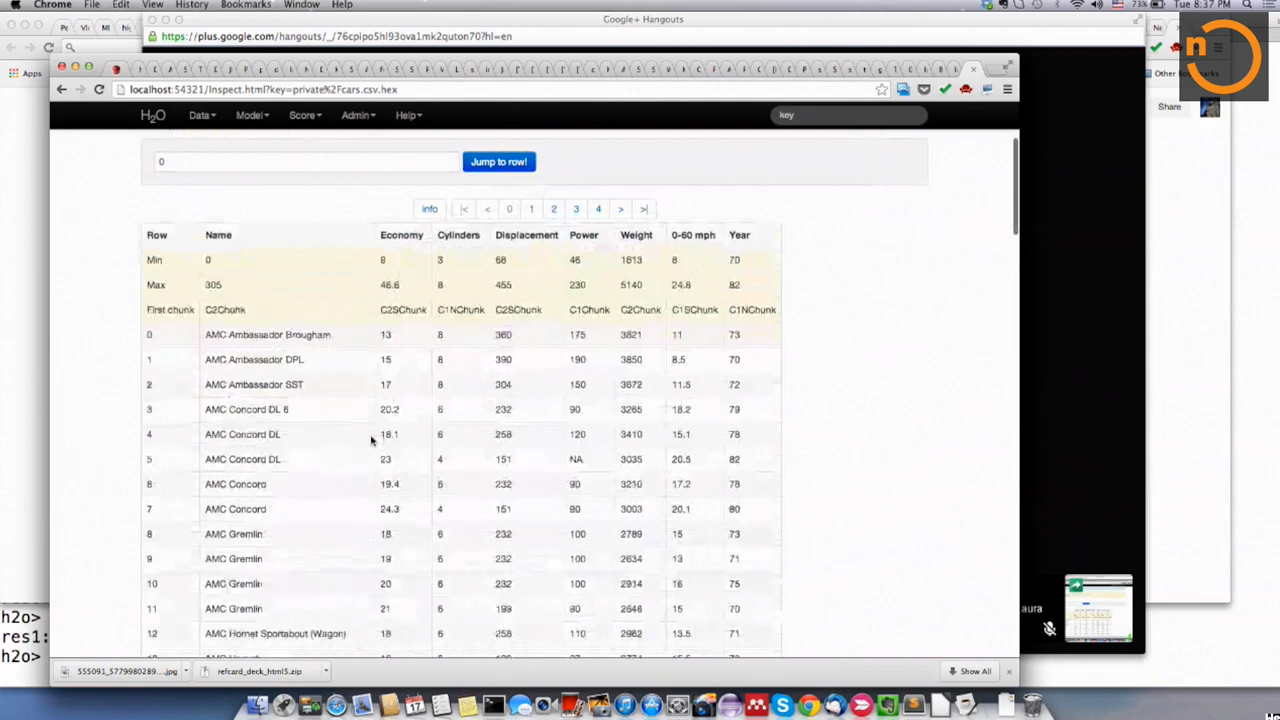 Chrome File Edit View History Bookmarks Window Help 73% Tue 8:37 PM
Google+ Hangouts
https://plus.google.com/hangouts/_/76cpipo5hl93ova1mk2quton70?hl=en
n
Apps
Other Bookmarks
localhost:54321/Inspect.html?key=private%2Fcars.csv.hex
Share
H2O Data Model Score Admin Help key
0 Jump to row!
info |< < 0 1 2 3 4 > >|
Row Name Economy Cylinders Displacement Power Weight 0-60 mph Year
Min 0 9 3 68 46 1613 8 70
Max 305 46.6 8 455 230 5140 24.8 82
First chunk C2Chunk C2SChunk C1NChunk C2SChunk C1Chunk C2Chunk C1SChunk C1NChunk
0 AMC Ambassador Brougham 13 8 360 175 3821 11 73
1 AMC Ambassador DPL 15 8 390 190 3850 8.5 70
2 AMC Ambassador SST 17 8 304 150 3672 11.5 72
3 AMC Concord DL 6 20.2 6 232 90 3265 18.2 79
4 AMC Concord DL 18.1 6 258 120 3410 15.1 78
5 AMC Concord DL 23 4 151 NA 3035 20.5 82
6 AMC Concord 19.4 6 232 90 3210 17.2 78
7 AMC Concord 24.3 4 151 90 3003 20.1 80
8 AMC Gremlin 18 6 232 100 2789 15 73
9 AMC Gremlin 19 6 232 100 2634 13 71
10 AMC Gremlin 20 6 232 100 2914 16 75
11 AMC Gremlin 21 6 199 90 2646 15 70
12 AMC Hornet Sportabout (Wagon) 18 6 258 110 2962 13.5 71
aura
h2o>
res1:
h2o>
555091_5779980289....jpg refcard_deck_html5.zip Show All
17